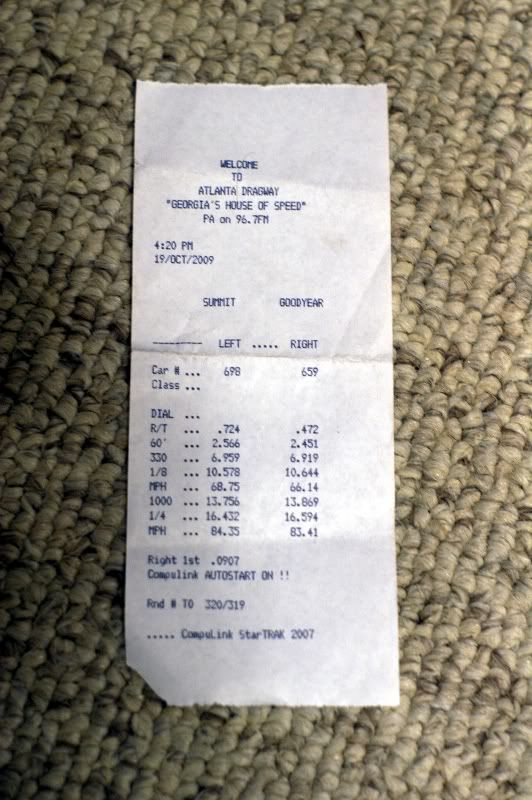 WELCOME
TO
ATLANTA DRAGWAY
"GEORGIA'S HOUSE OF SPEED"
PA on 96.7FM
4:20 PM
19/OCT/2009
SUMMIT GOODYEAR
--------- LEFT ..... RIGHT
Car # ... 698 659
Class ...
DIAL ...
R/T ... .724 .472
60' ... 2.566 2.451
330 ... 6.959 6.919
1/8 ... 10.578 10.644
MPH ... 68.75 66.14
1000 ... 13.756 13.869
1/4 ... 16.432 16.594
MPH ... 84.35 83.41
Right 1st .0907
Compulink AUTOSTART ON !!
Rnd # TO 320/319
..... CompuLink StarTRAK 2007